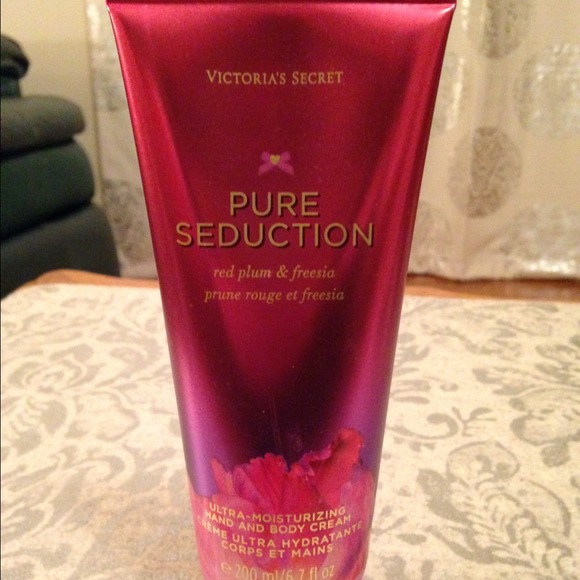 VICTORIA'S SECRET
PURE
SEDUCTION
red plum & freesia
prune rouge et freesia
ULTRA-MOISTURIZING
HAND AND BODY CREAM
CRÈME ULTRA HYDRATANTE
CORPS ET MAINS
e 200 ml/6.7 fl oz